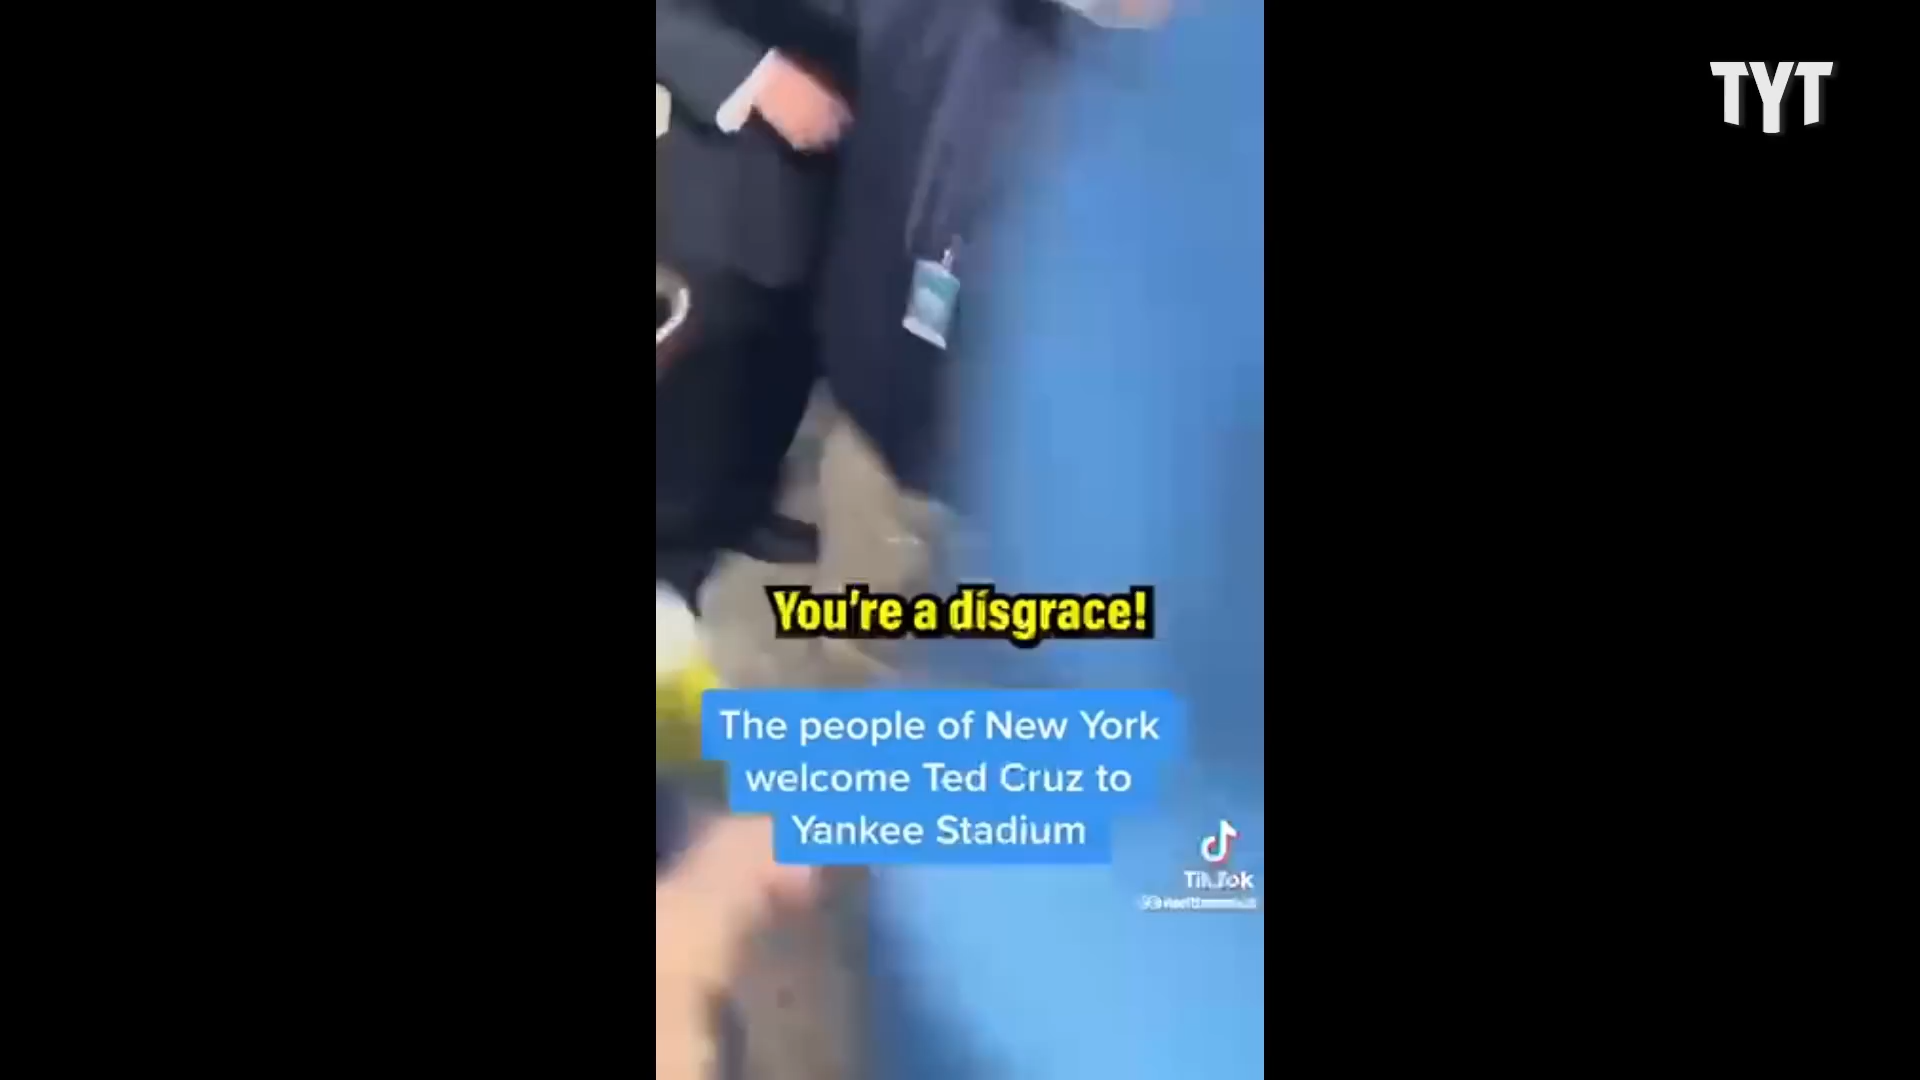 TYT
You're a disgrace!
The people of New York
welcome Ted Cruz to
Yankee Stadium
TikTok